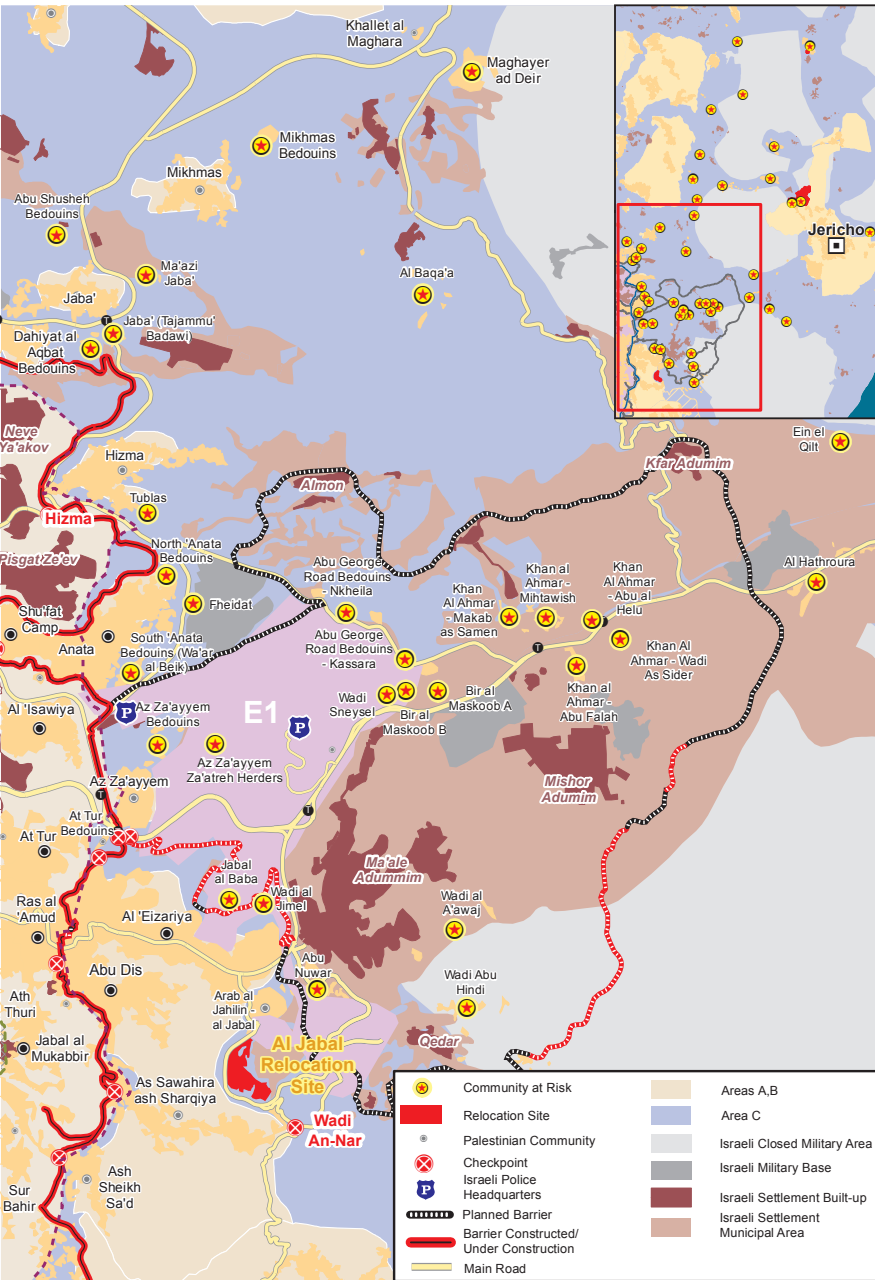 Khallet al
Maghara
Maghayer
ad Deir
Mikhmas
Bedouins
Mikhmas
Abu Shusheh
Bedouins
Ma'azi
Jaba'
Al Baqa'a
Jaba'
Jaba' (Tajammu'
Badawi)
Dahiyat al
Aqbat
Bedouins
Jericho
Neve
Ya'akov
Hizma
Ein el
Qilt
Kfar Adumim
Almon
Tublas
Hizma
Pisgat Ze'ev
North 'Anata
Bedouins
Abu George
Road Bedouins
- Nkheila
Khan al
Ahmar -
Mihtawish
Khan
Al Ahmar
- Abu al
Helu
Al Hathroura
Khan
Al Ahmar
- Makab
as Samen
Fheidat
Shu'fat
Camp
Anata
South 'Anata
Bedouins (Wa'ar
al Beik)
Abu George
Road Bedouins
- Kassara
Khan Al
Ahmar - Wadi
As Sider
Wadi
Sneysel
Bir al
Maskoob A
Bir al
Maskoob B
Khan al
Ahmar -
Abu Falah
Al 'Isawiya
P
Az Za'ayyem
Bedouins
E1
P
Az Za'ayyem
Za'atreh Herders
Az Za'ayyem
Mishor
Adumim
T
T
T
T
At Tur
Bedouins
At Tur
Jabal
al Baba
Ma'ale
Adummim
Wadi al
Jimel
Wadi al
A'awaj
Ras al
'Amud
Al 'Eizariya
Abu Dis
Abu
Nuwar
Wadi Abu
Hindi
Ath
Thuri
Arab al
Jahilin -
al Jabal
Jabal al
Mukabbir
Al Jabal
Relocation
Site
Qedar
As Sawahira
ash Sharqiya
Wadi
An-Nar
Ash
Sheikh
Sa'd
Sur
Bahir
Community at Risk
Relocation Site
Palestinian Community
Checkpoint
P
Israeli Police
Headquarters
Planned Barrier
Barrier Constructed/
Under Construction
Main Road
Areas A,B
Area C
Israeli Closed Military Area
Israeli Military Base
Israeli Settlement Built-up
Israeli Settlement
Municipal Area